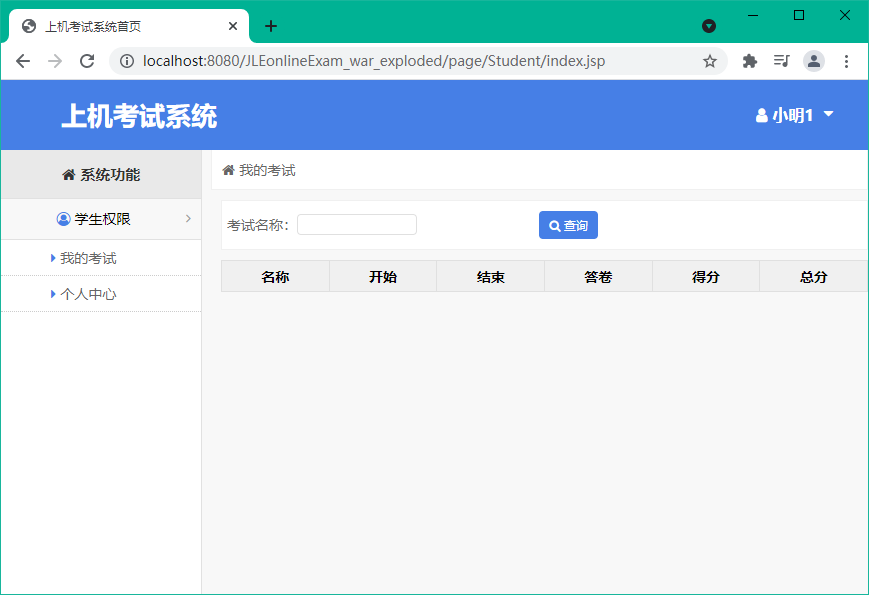 上机考试系统首页
localhost:8080/JLEonlineExam_war_exploded/page/Student/index.jsp
上机考试系统
小明1
系统功能
学生权限
我的考试
个人中心
我的考试
考试名称：
查询
名称 开始 结束 答卷 得分 总分